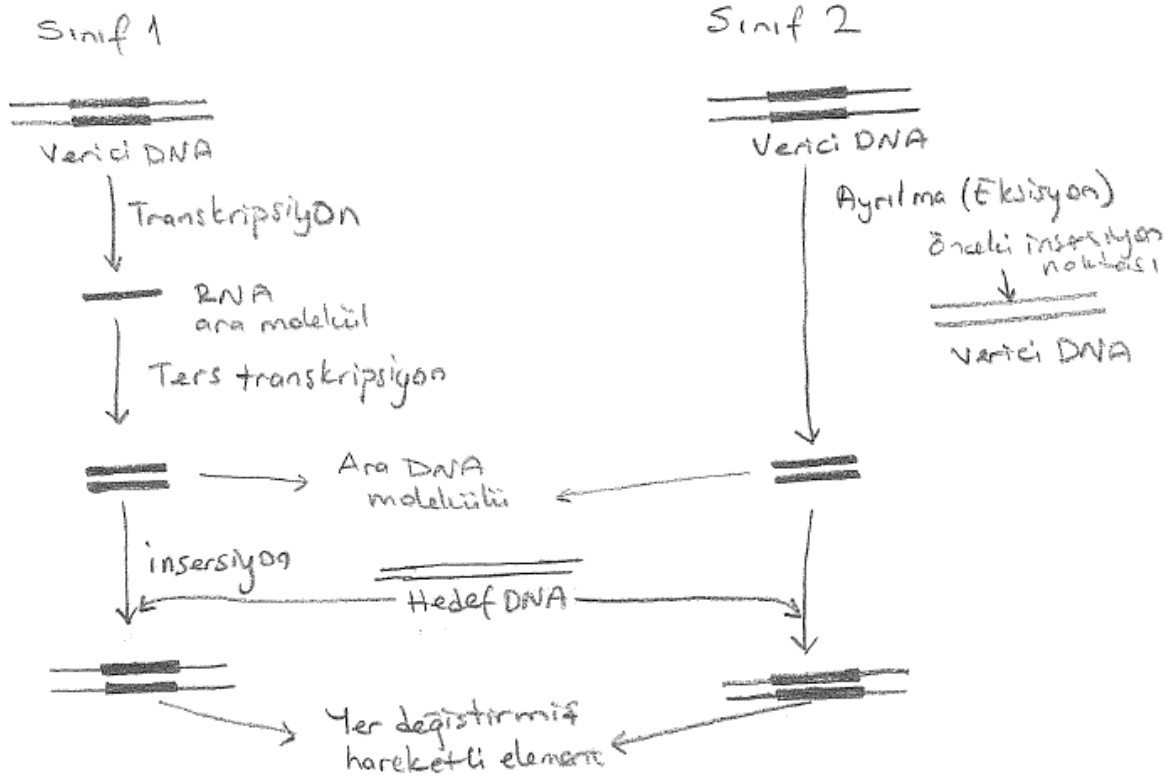 Sınıf 1
Verici DNA
Transkripsiyon
RNA
ara molekül
Ters transkripsiyon
insersiyon
Sınıf 2
Verici DNA
Ayrılma (Eksisyon)
önceki insersiyon
noktası
Verici DNA
Ara DNA
molekülü
Hedef DNA
Yer değiştirmiş
hareketli element